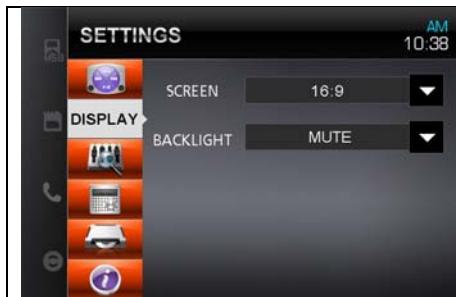 SETTINGS
AM
10:38
SCREEN
16:9
DISPLAY
BACKLIGHT
MUTE